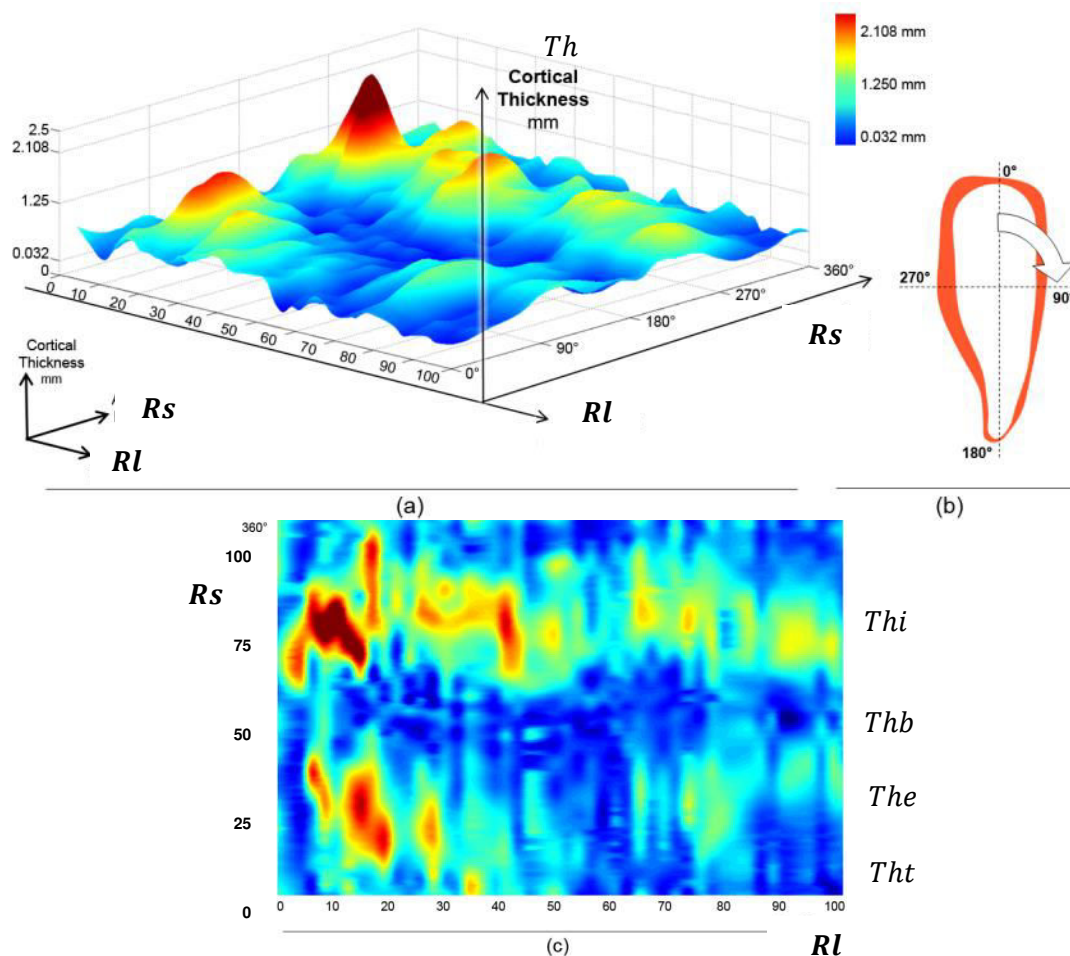 Th
Cortical
Thickness
mm
2.5
2.108
1.25
0.032
0
0 10 20 30 40 50 60 70 80 90 100
0° 90° 180° 270° 360°
Rs
Rl
Cortical
Thickness
mm
Rs
Rl
(a)
2.108 mm
1.250 mm
0.032 mm
0°
270°
90°
180°
(b)
360°
100
Rs
75
50
25
0
Thi
Thb
The
Tht
0 10 20 30 40 50 60 70 80 90 100
(c)
Rl